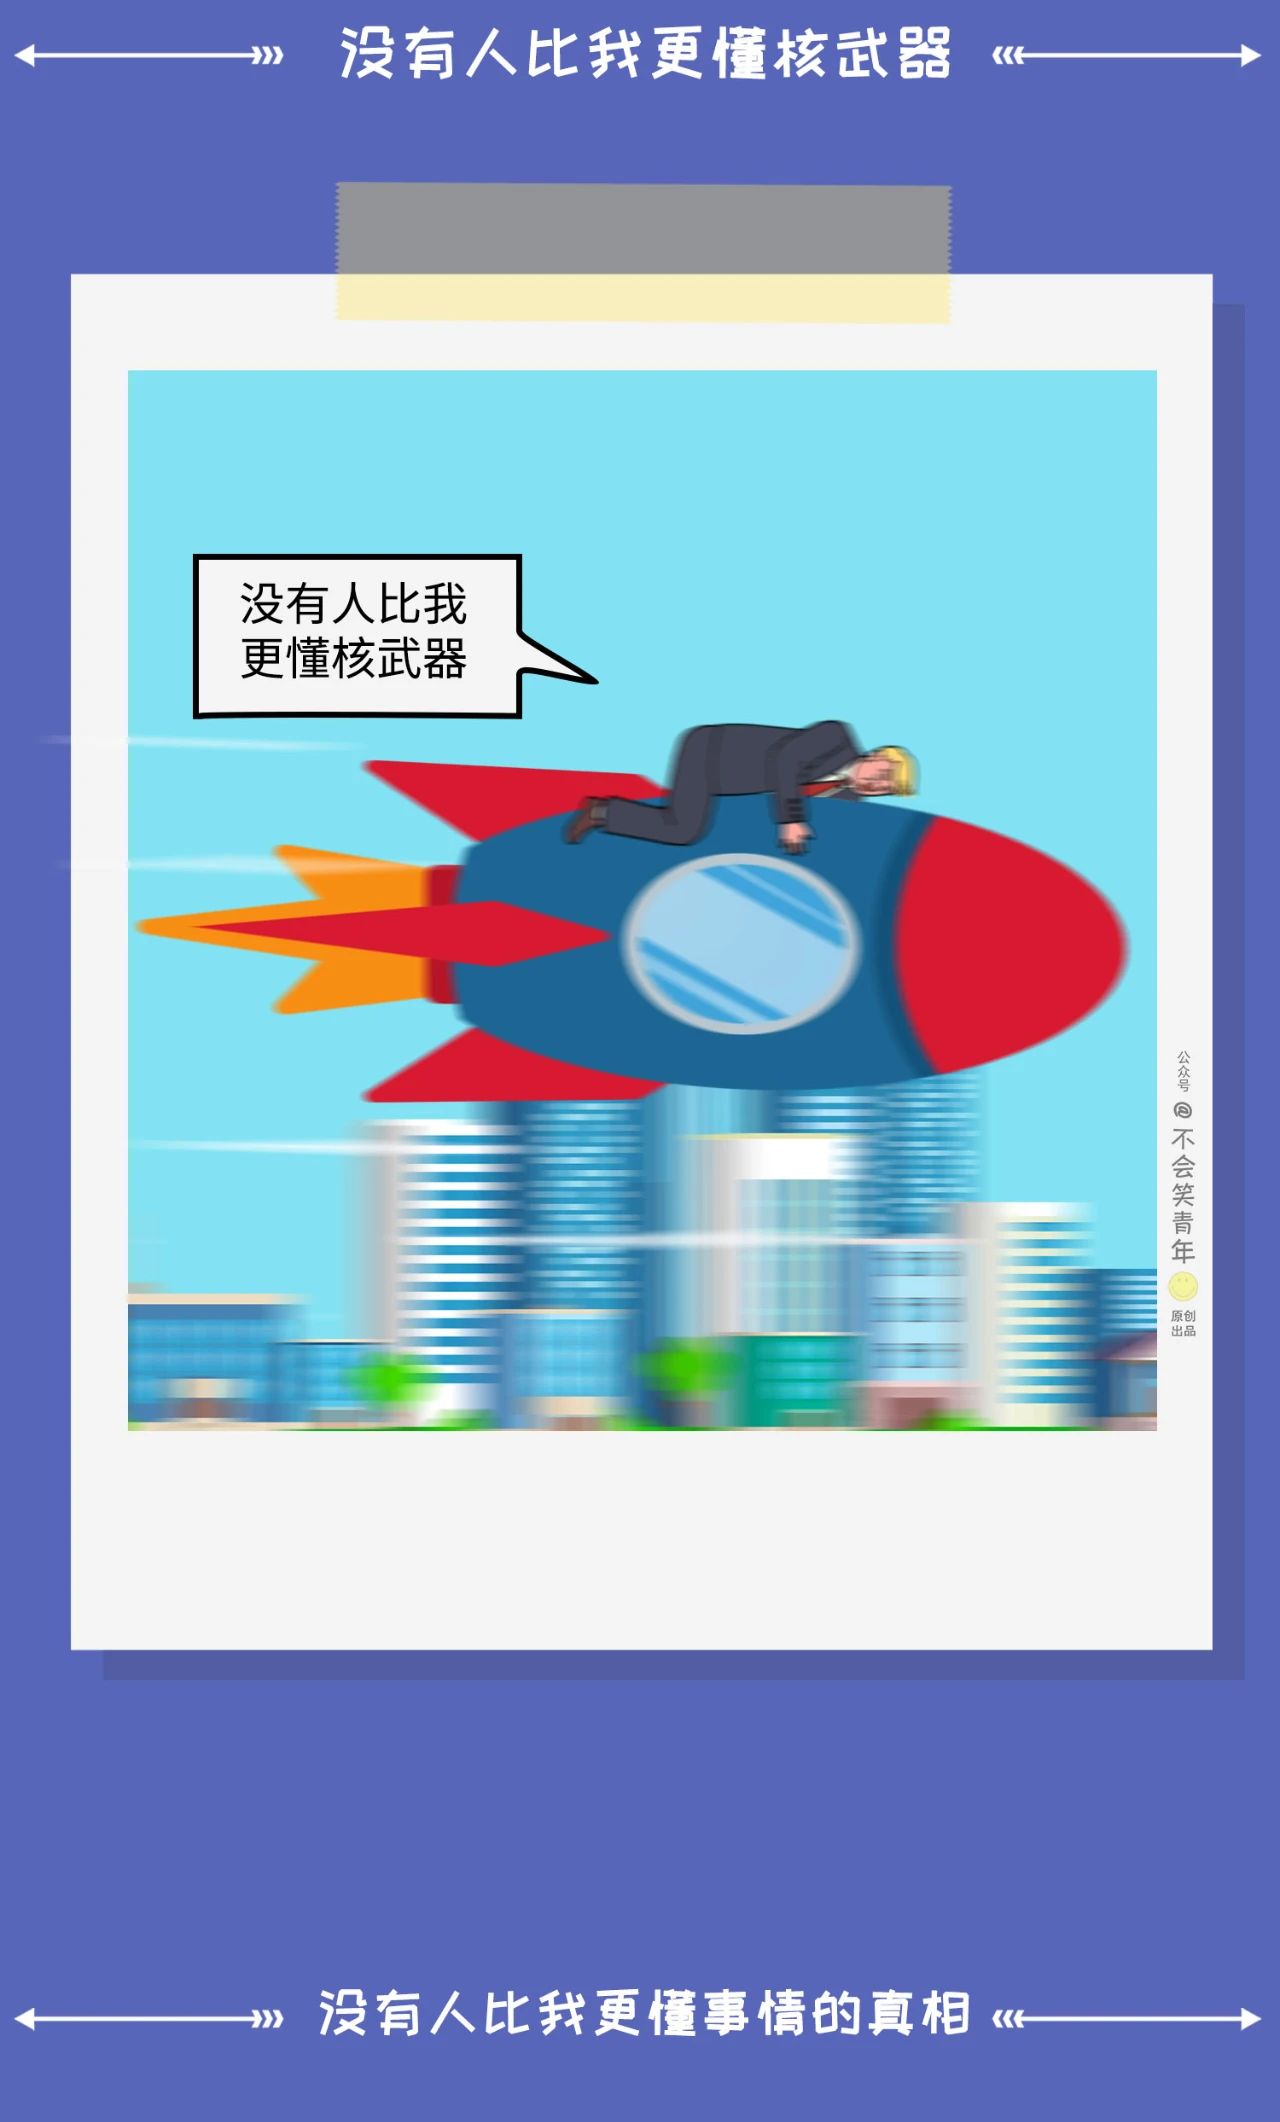 没有人比我更懂核武器
没有人比我
更懂核武器
公众号
@不会笑青年
原创
出品
没有人比我更懂事情的真相